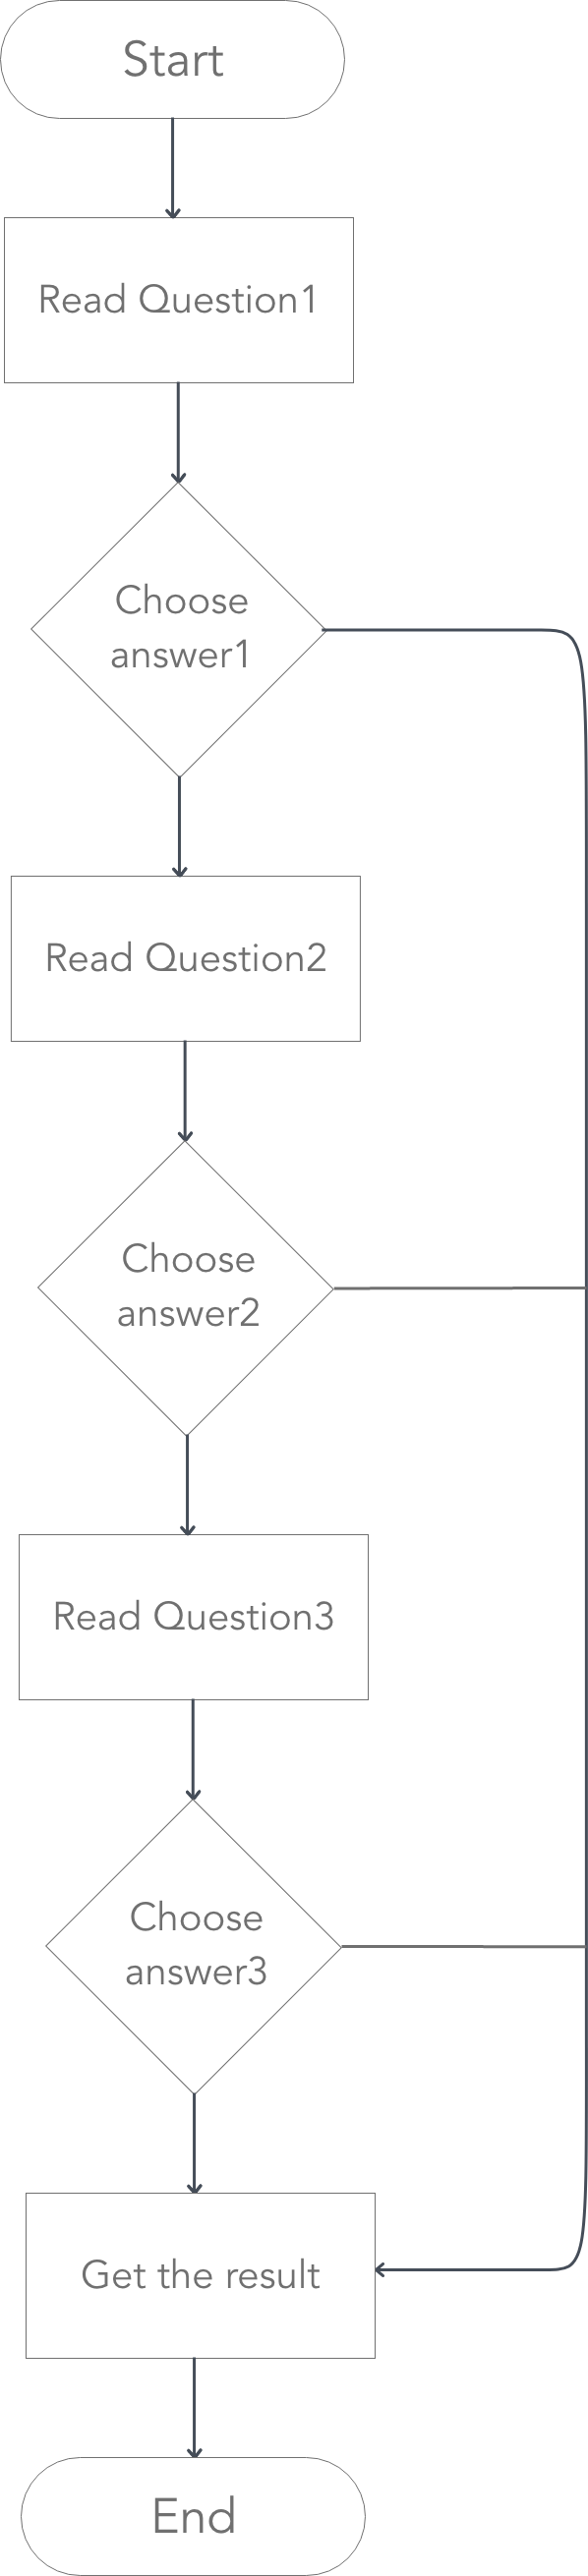 Start
Read Question1
Choose
answer1
Read Question2
Choose
answer2
Read Question3
Choose
answer3
Get the result
End